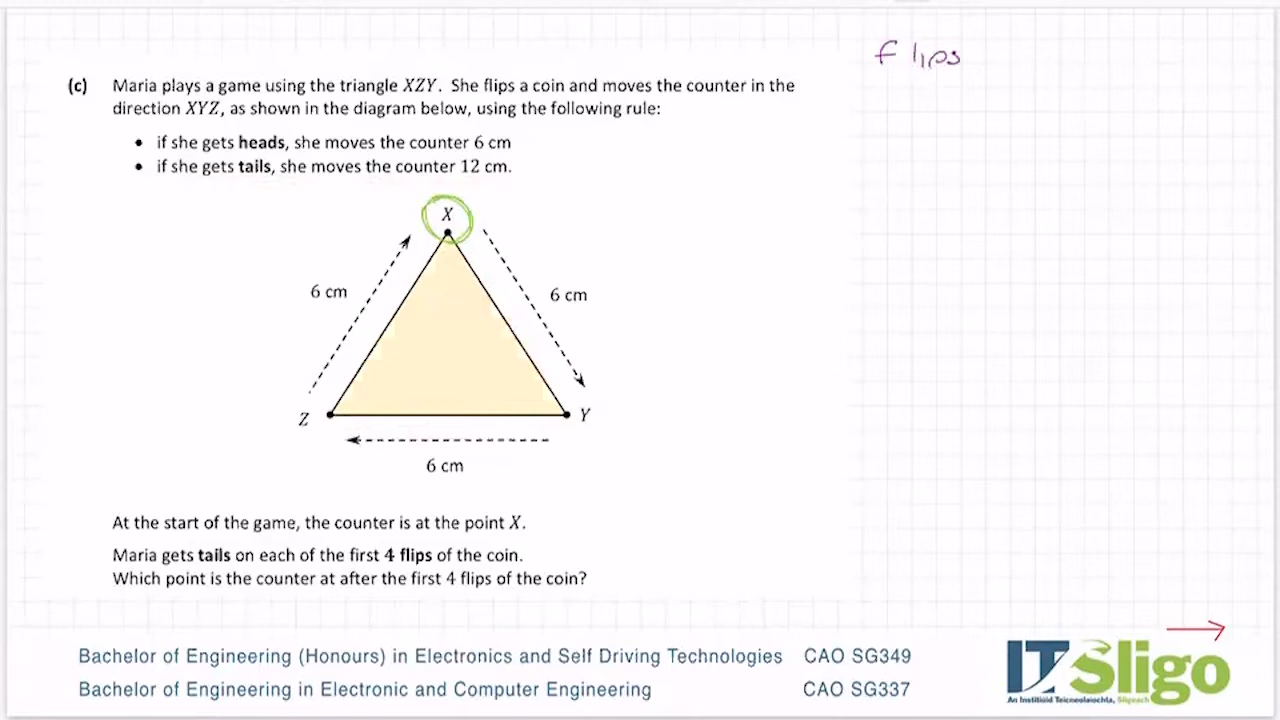 f lips
(c) Maria plays a game using the triangle XZY. She flips a coin and moves the counter in the
direction XYZ, as shown in the diagram below, using the following rule:
• if she gets heads, she moves the counter 6 cm
• if she gets tails, she moves the counter 12 cm.
X
6 cm
6 cm
Z
Y
6 cm
At the start of the game, the counter is at the point X.
Maria gets tails on each of the first 4 flips of the coin.
Which point is the counter at after the first 4 flips of the coin?
Bachelor of Engineering (Honours) in Electronics and Self Driving Technologies CAO SG349
Bachelor of Engineering in Electronic and Computer Engineering CAO SG337
IT Sligo
An Institiúid Teicneolaíochta, Sligeach